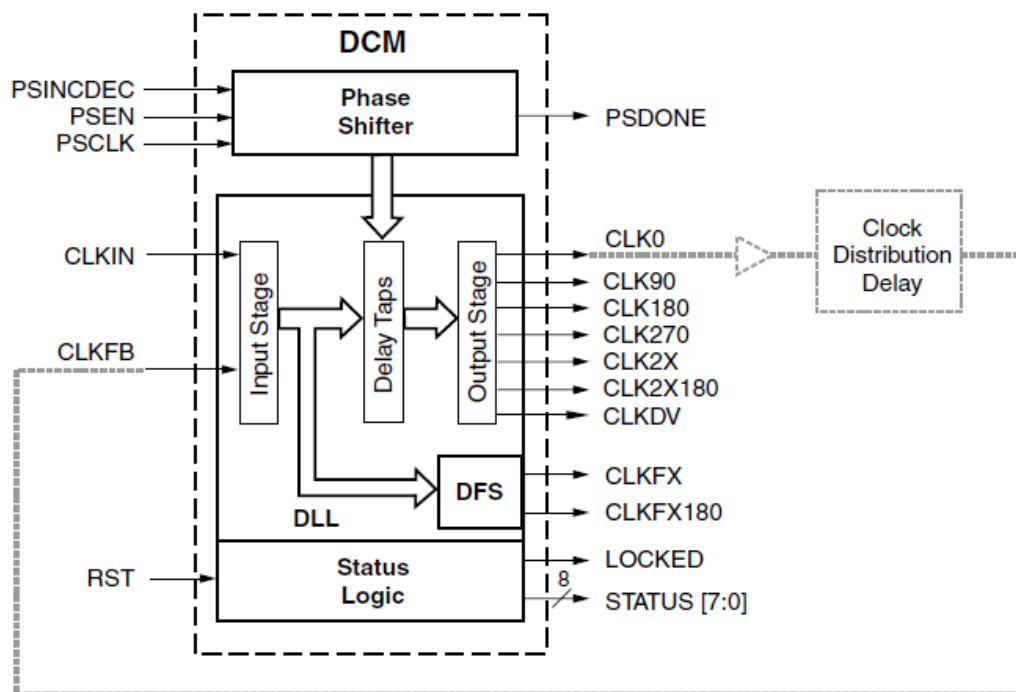 DCM
PSINCDEC
PSEN
PSCLK
Phase
Shifter
PSDONE
CLKIN
CLKFB
Input Stage
Delay Taps
Output Stage
CLK0
CLK90
CLK180
CLK270
CLK2X
CLK2X180
CLKDV
Clock
Distribution
Delay
DFS
DLL
CLKFX
CLKFX180
RST
Status
Logic
LOCKED
8
STATUS [7:0]